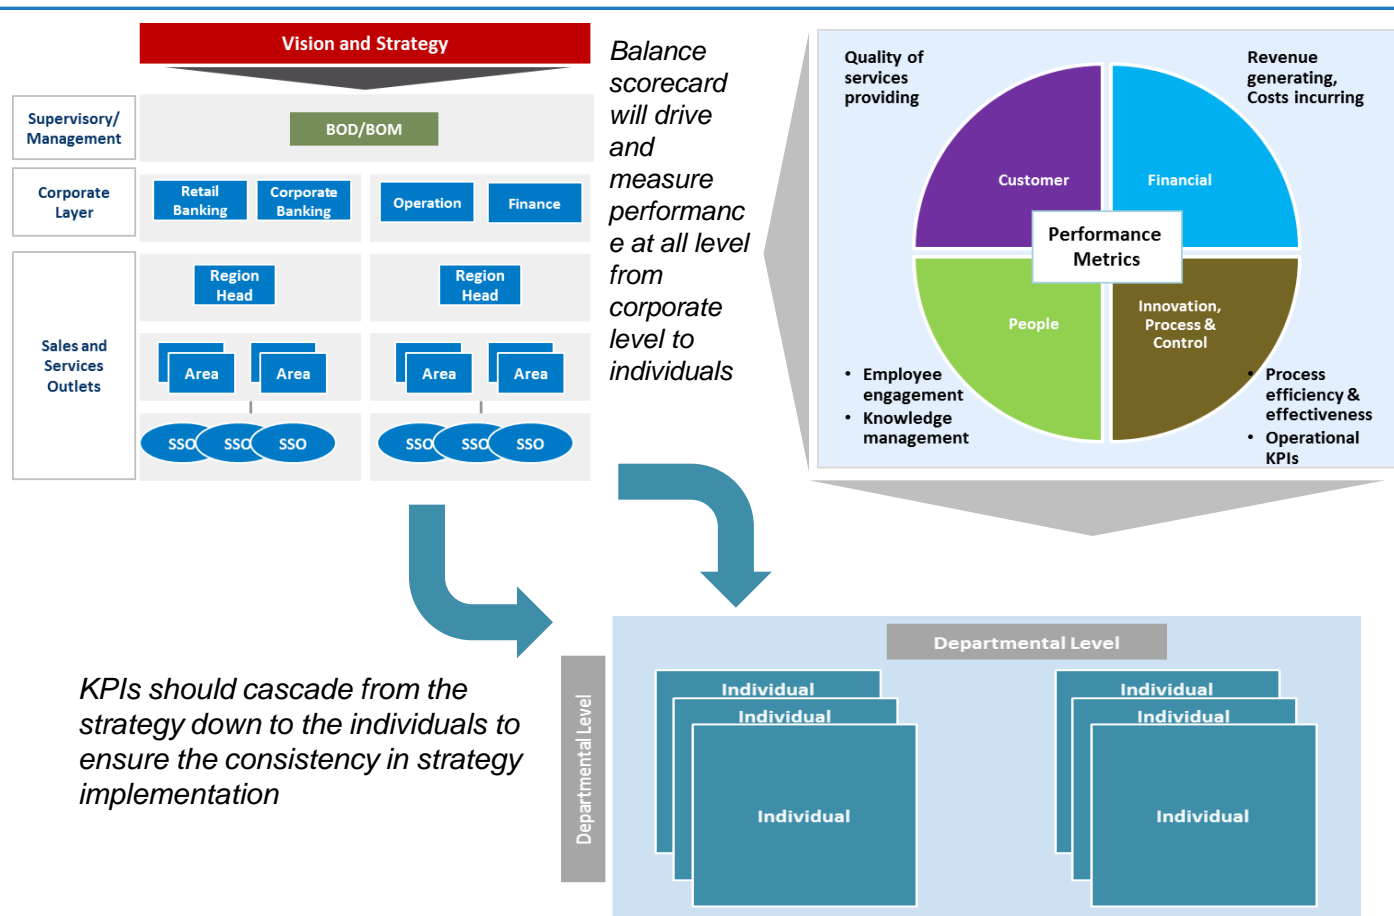 Vision and Strategy
Supervisory/
Management
BOD/BOM
Corporate
Layer
Retail
Banking
Corporate
Banking
Operation
Finance
Sales and
Services
Outlets
Region
Head
Region
Head
Area
Area
Area
Area
SSO
SSO
SSO
SSO
SSO
SSO
Balance
scorecard
will drive
and
measure
performanc
e at all level
from
corporate
level to
individuals
Quality of
services
providing
Revenue
generating,
Costs incurring
Customer
Financial
Performance
Metrics
People
Innovation,
Process &
Control
• Employee
engagement
• Knowledge
management
• Process
efficiency &
effectiveness
• Operational
KPIs
KPIs should cascade from the
strategy down to the individuals to
ensure the consistency in strategy
implementation
Departmental Level
Departmental Level
Individual
Individual
Individual
Individual
Individual
Individual